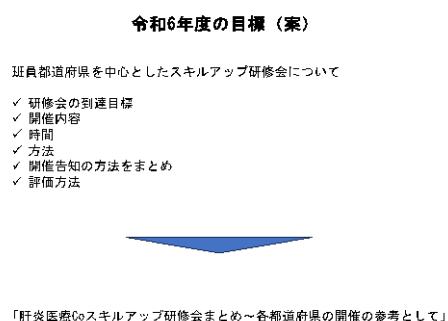 令和6年度の目標（案）
班員都道府県を中心としたスキルアップ研修会について
✓ 研修会の到達目標
✓ 開催内容
✓ 時間
✓ 方法
✓ 開催告知の方法をまとめ
✓ 評価方法
「肝炎医療Coスキルアップ研修会まとめ～各都道府県の開催の参考として」